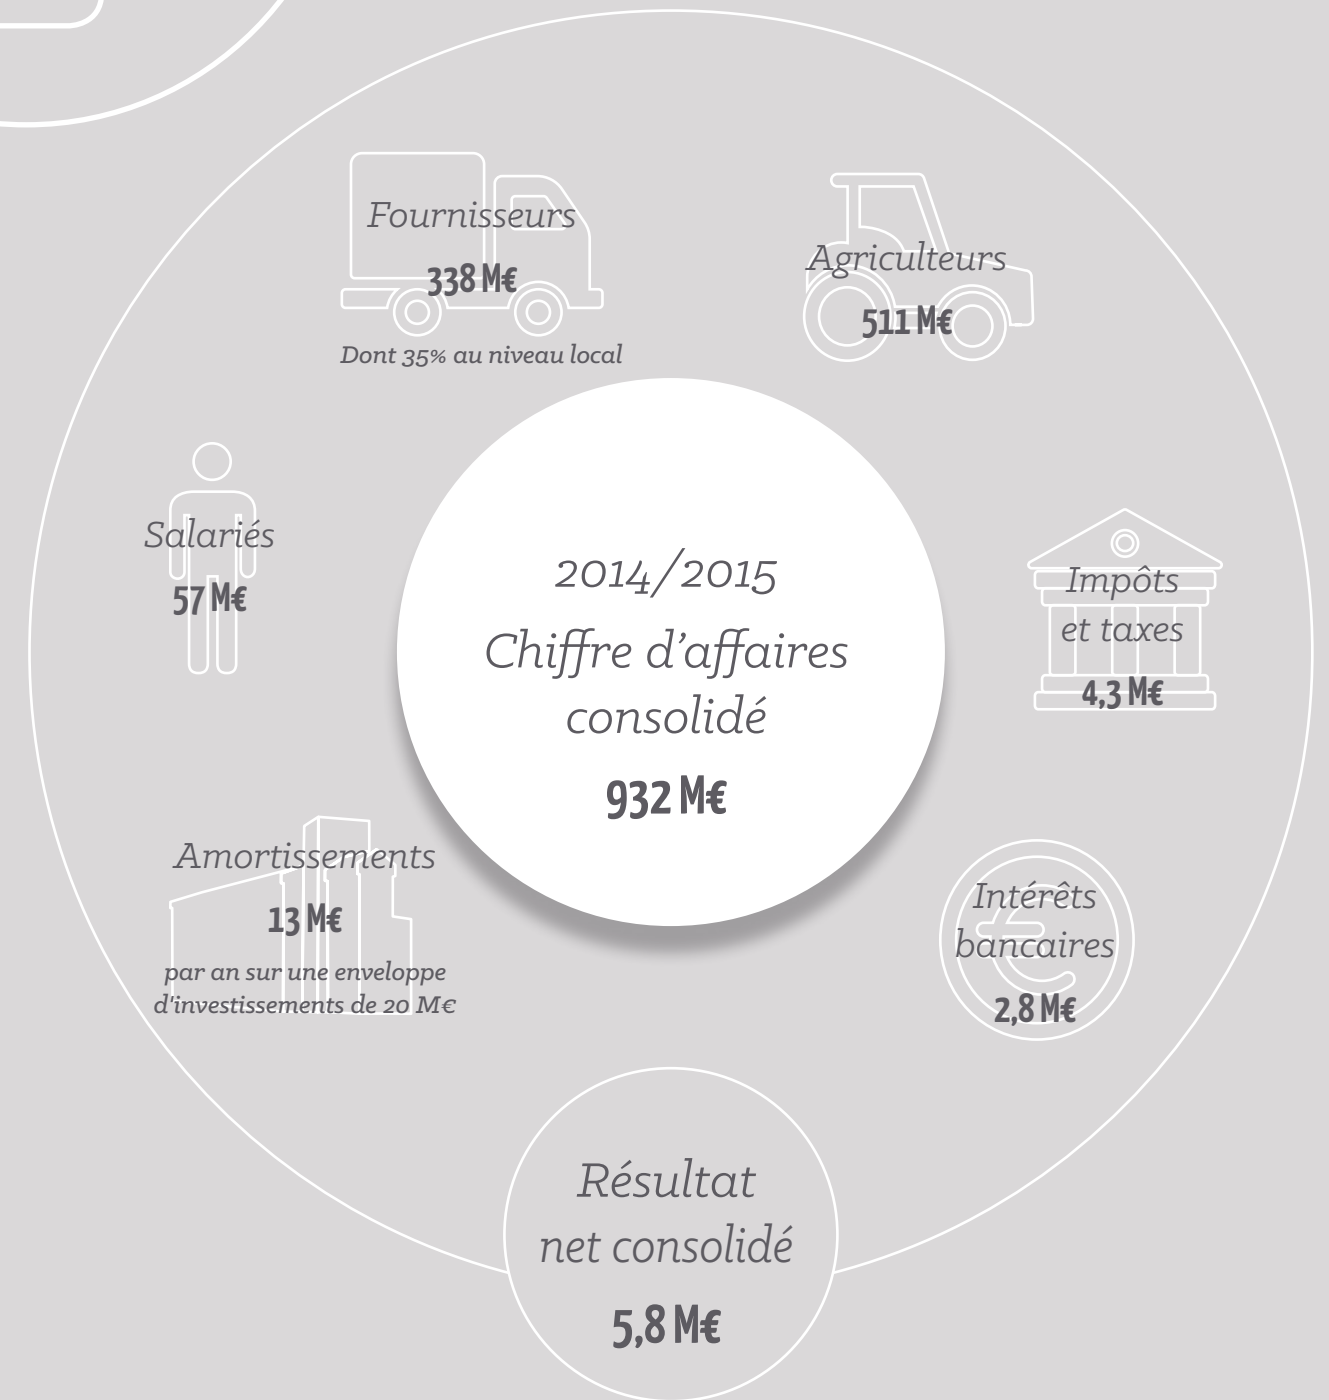 Fournisseurs
338 M€
Dont 35% au niveau local
Agriculteurs
511 M€
Salariés
57 M€
2014/2015
Chiffre d’affaires
consolidé
932 M€
Impôts
et taxes
4,3 M€
Amortissements
13 M€
par an sur une enveloppe
d'investissements de 20 M€
Intérêts
bancaires
2,8 M€
Résultat
net consolidé
5,8 M€